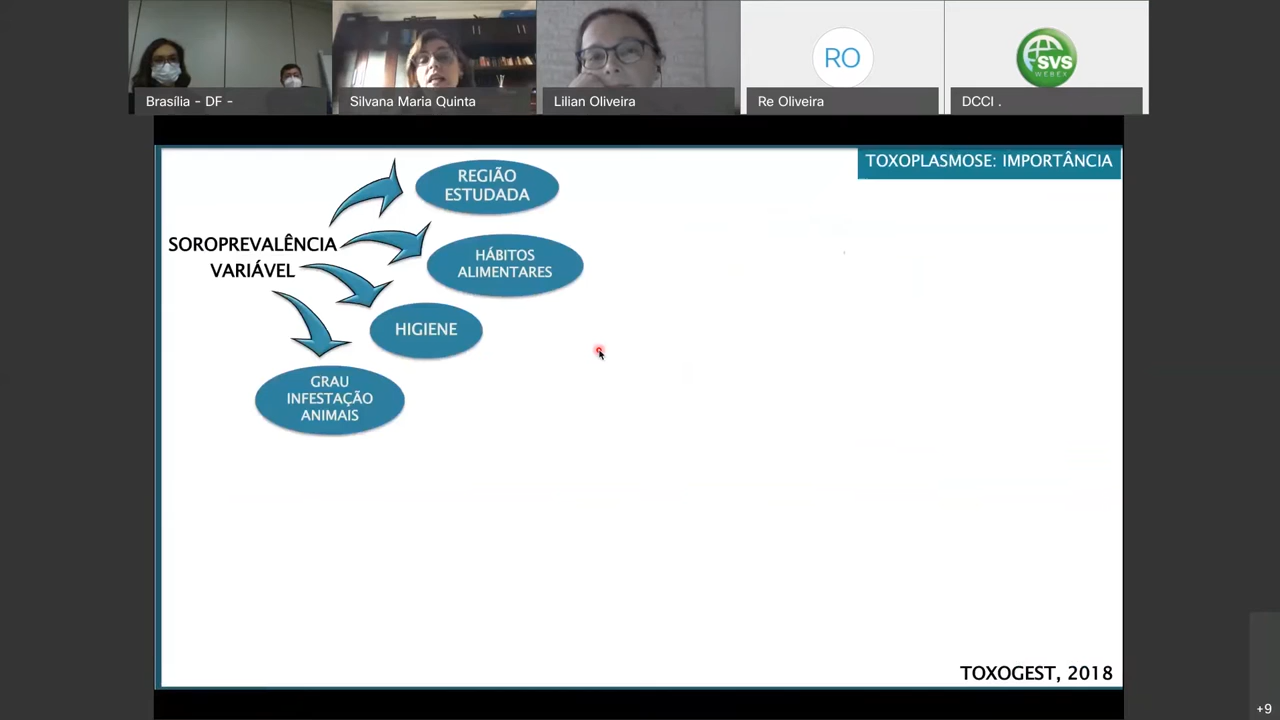 Brasília - DF -
Silvana Maria Quinta
Lilian Oliveira
RO
Re Oliveira
SVS
WEBEX
DCCI .
TOXOPLASMOSE: IMPORTÂNCIA
REGIÃO
ESTUDADA
SOROPREVALÊNCIA
VARIÁVEL
HÁBITOS
ALIMENTARES
HIGIENE
GRAU
INFESTAÇÃO
ANIMAIS
TOXOGEST, 2018
+9